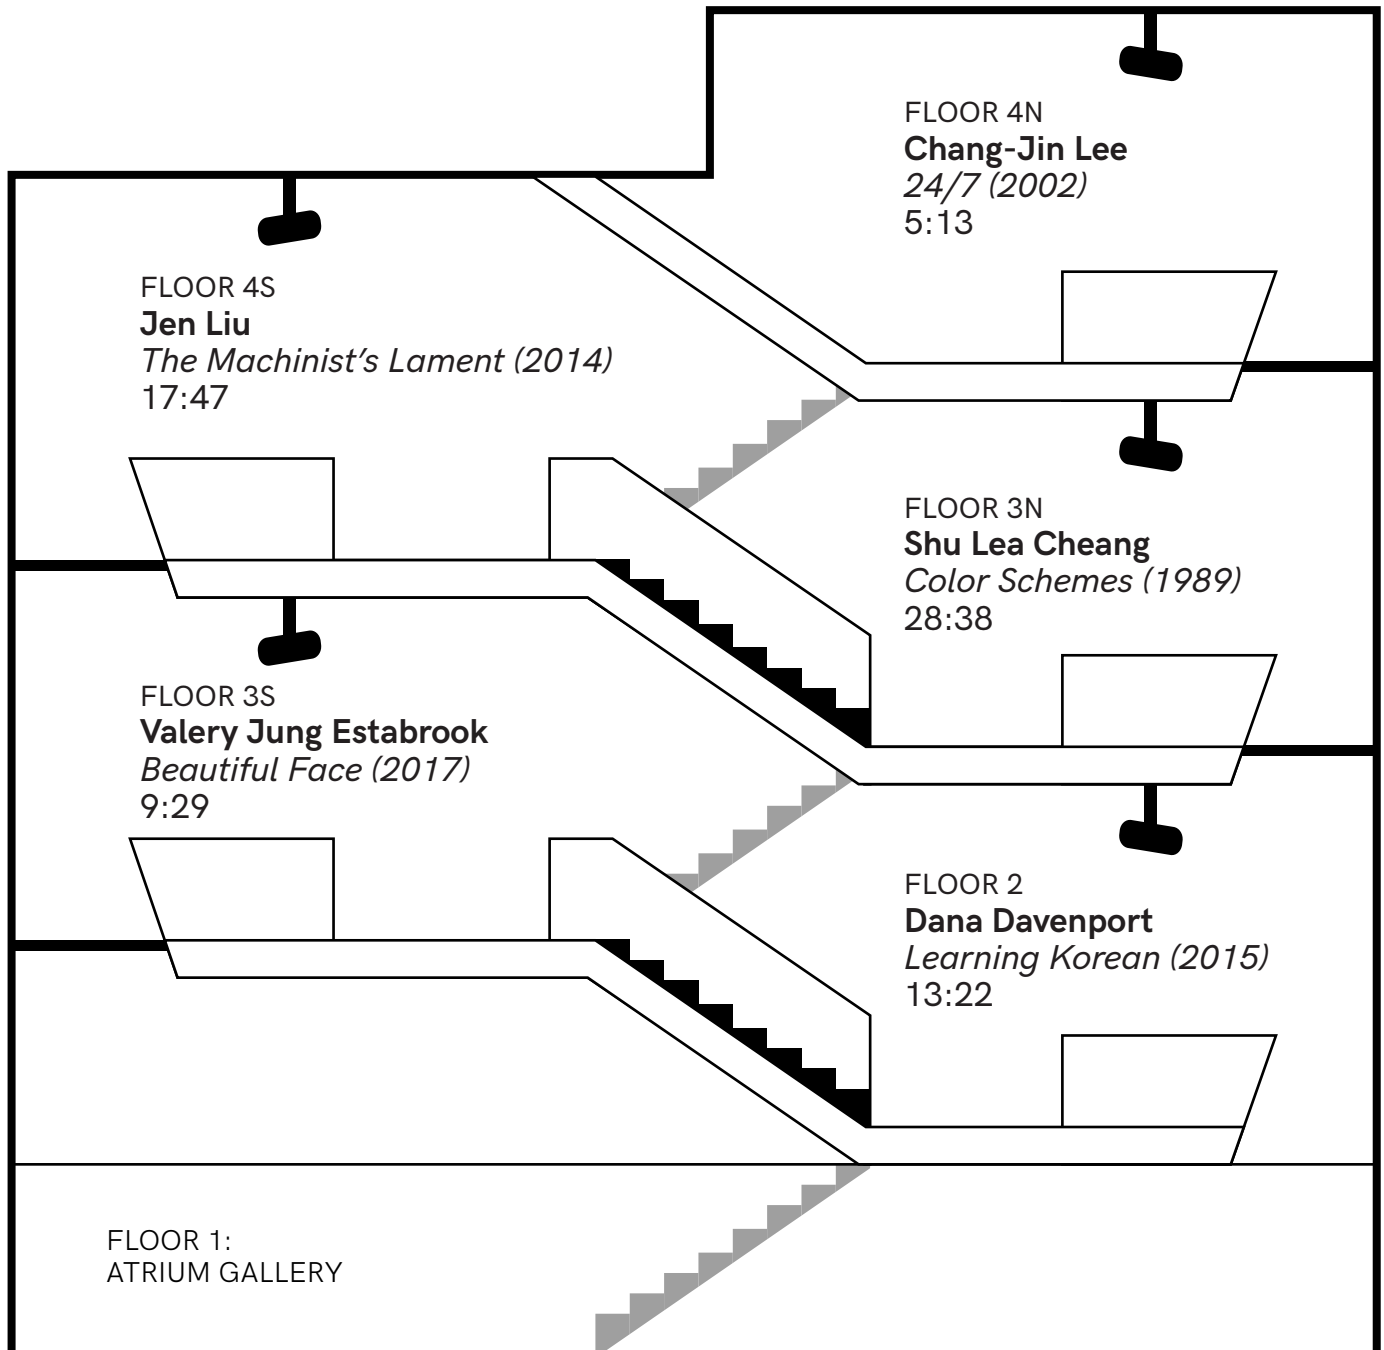 FLOOR 4N
Chang-Jin Lee
24/7 (2002)
5:13
FLOOR 4S
Jen Liu
The Machinist’s Lament (2014)
17:47
FLOOR 3N
Shu Lea Cheang
Color Schemes (1989)
28:38
FLOOR 3S
Valery Jung Estabrook
Beautiful Face (2017)
9:29
FLOOR 2
Dana Davenport
Learning Korean (2015)
13:22
FLOOR 1:
ATRIUM GALLERY